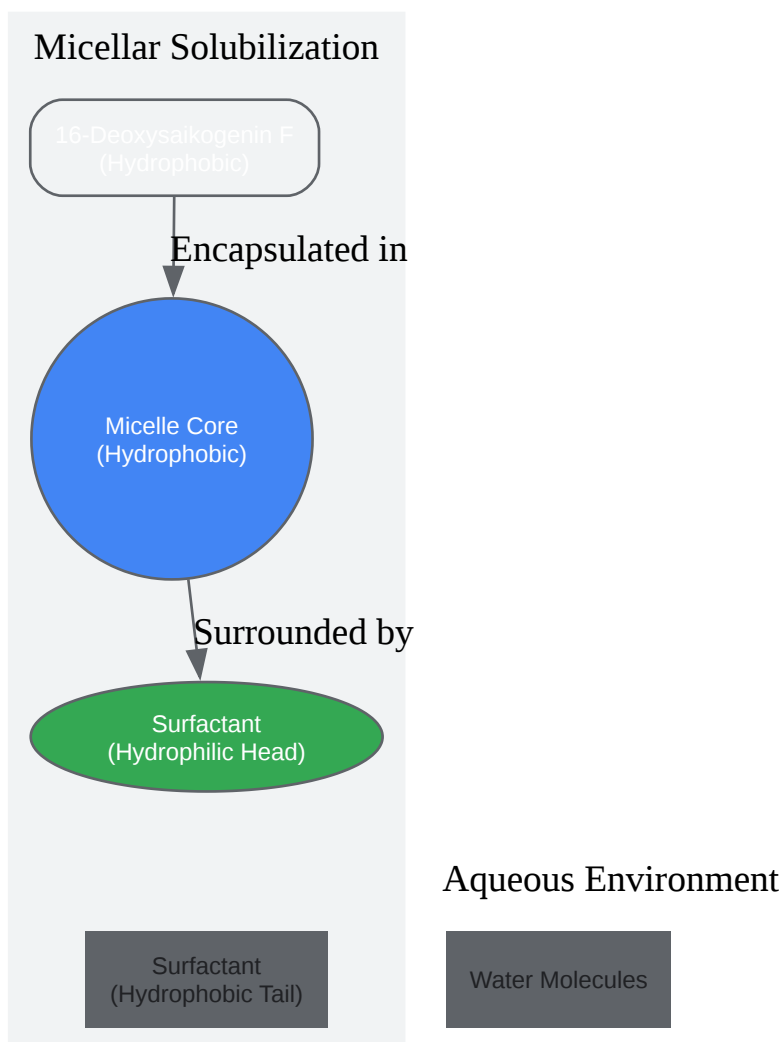 Micellar Solubilization
16-Deoxysaikogenin F
(Hydrophobic)
Encapsulated in
Micelle Core
(Hydrophobic)
Surrounded by
Surfactant
(Hydrophilic Head)
Aqueous Environment
Surfactant
(Hydrophobic Tail)
Water Molecules